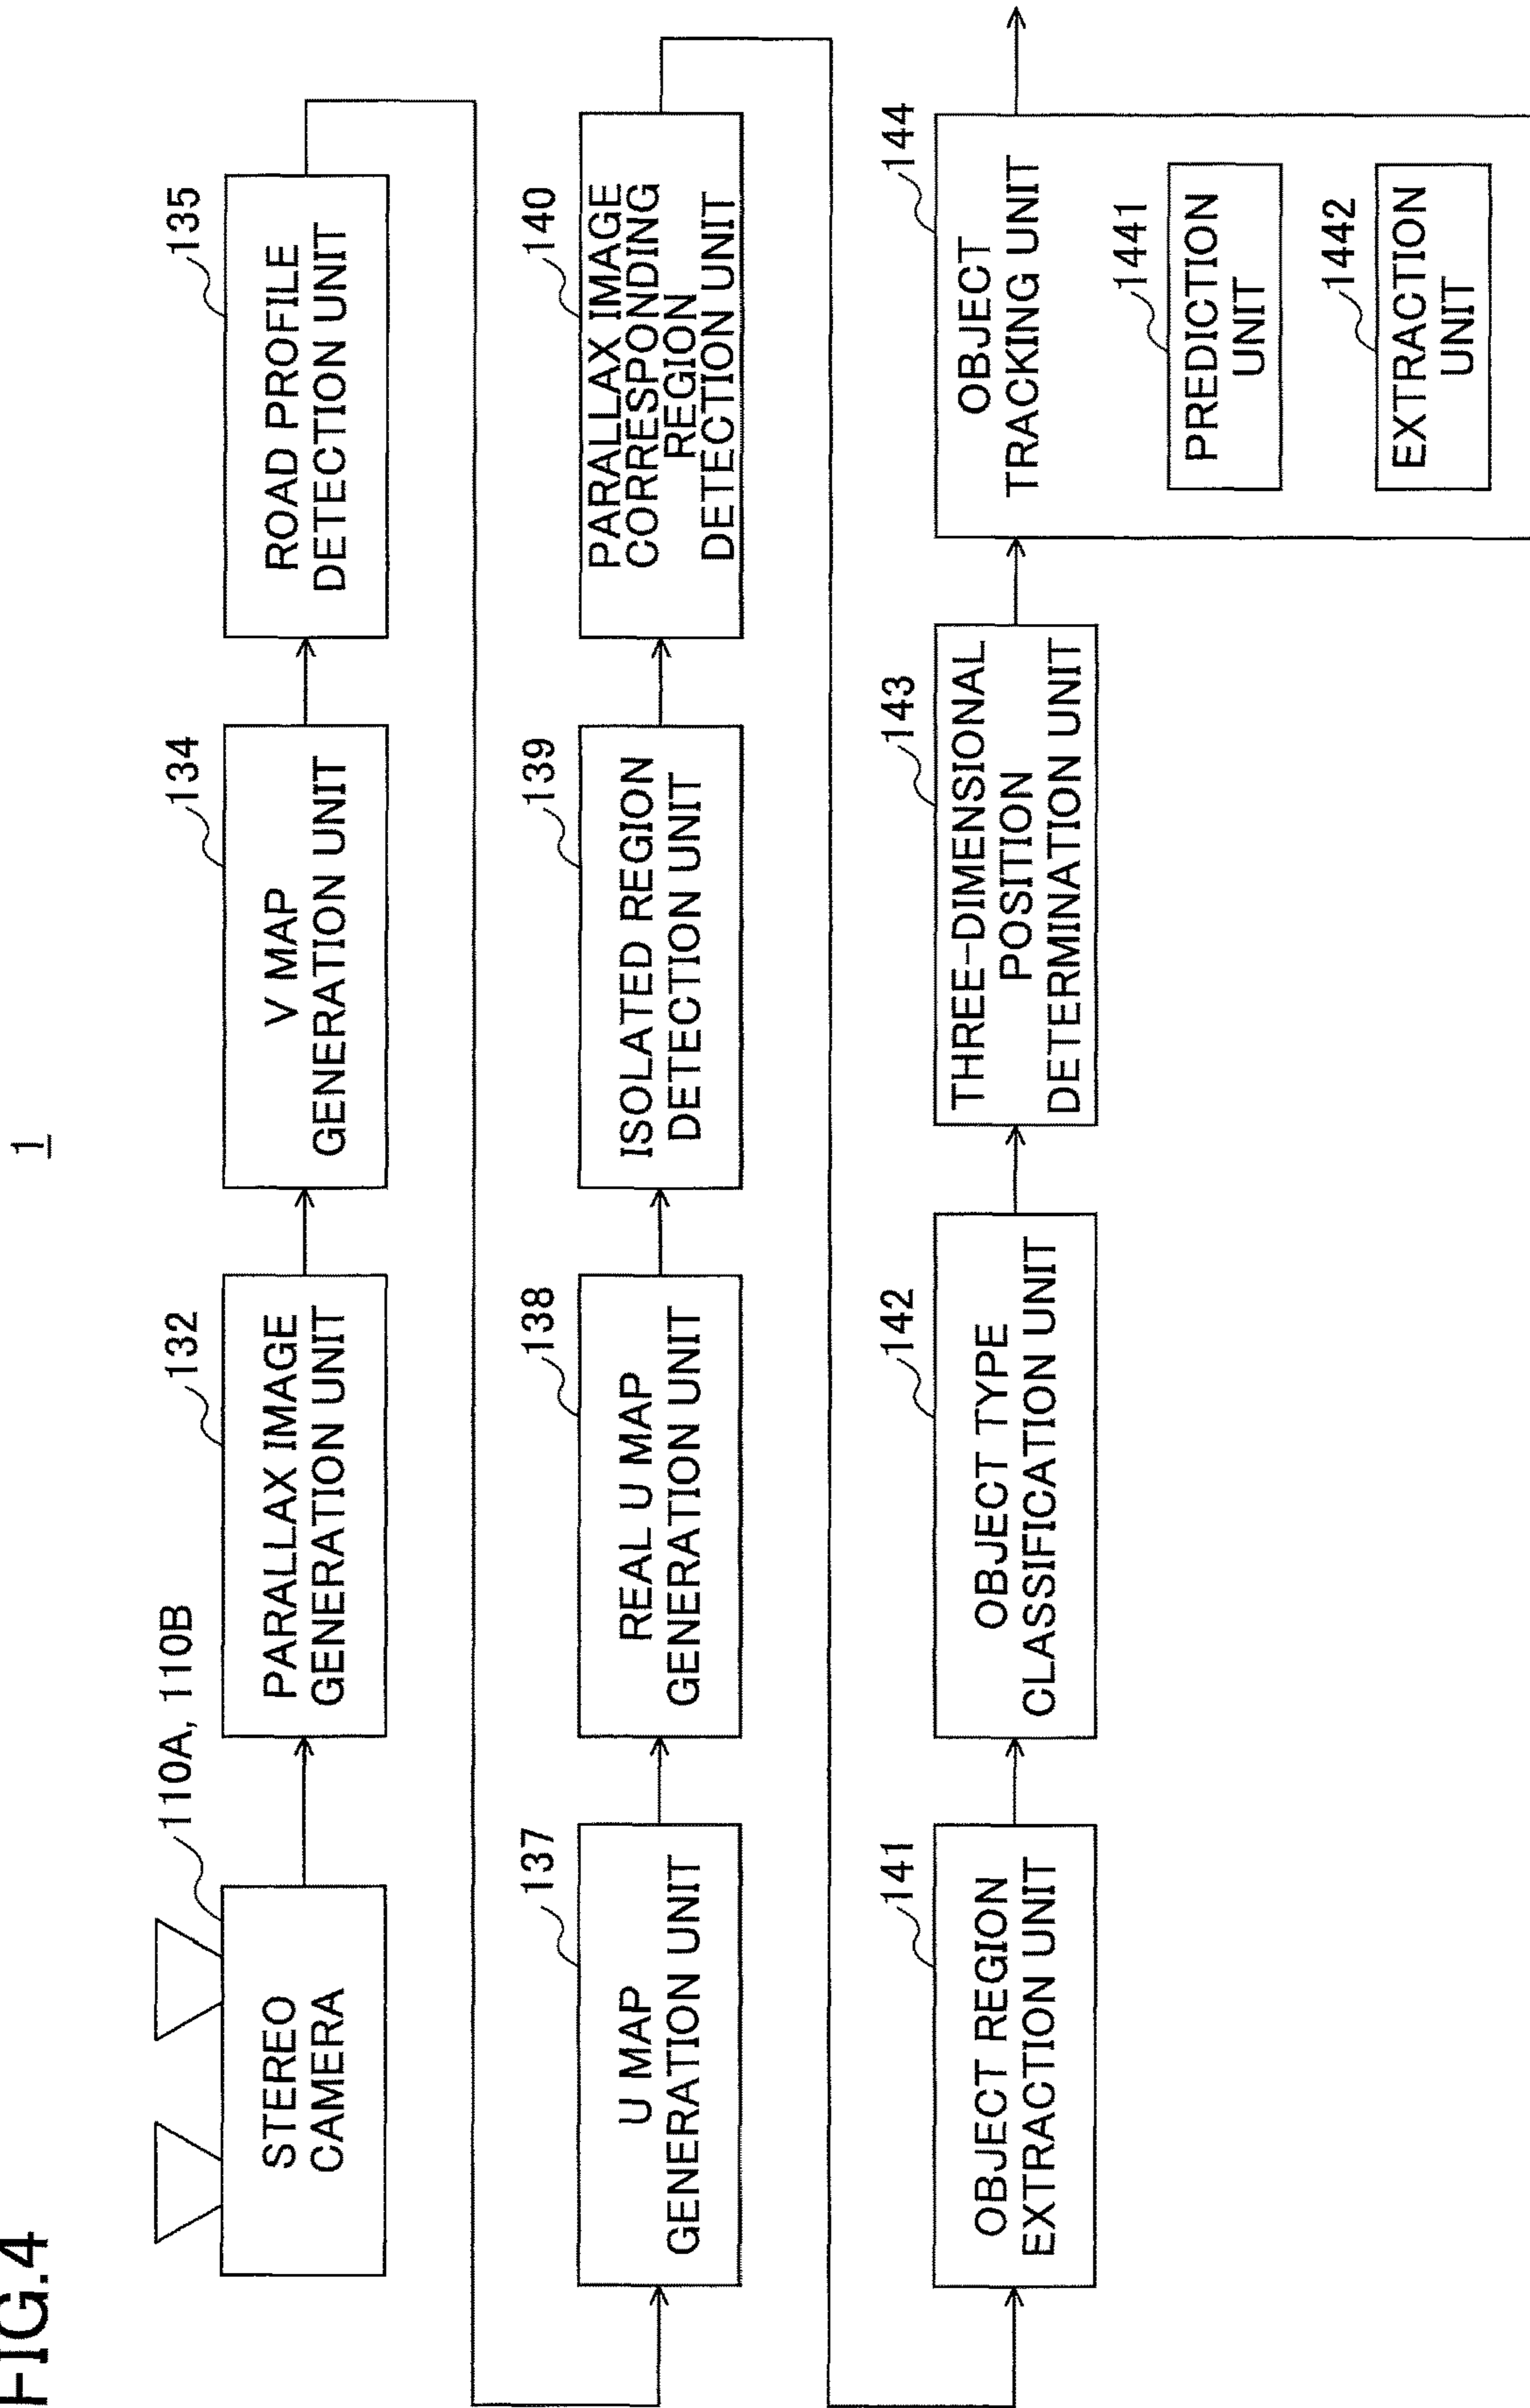 FIG.4
1
110A, 110B
STEREO
CAMERA
132
PARALLAX IMAGE
GENERATION UNIT
134
V MAP
GENERATION UNIT
135
ROAD PROFILE
DETECTION UNIT
137
U MAP
GENERATION UNIT
138
REAL U MAP
GENERATION UNIT
139
ISOLATED REGION
DETECTION UNIT
140
PARALLAX IMAGE
CORRESPONDING
REGION
DETECTION UNIT
141
OBJECT REGION
EXTRACTION UNIT
142
OBJECT TYPE
CLASSIFICATION UNIT
143
THREE-DIMENSIONAL
POSITION
DETERMINATION UNIT
144
OBJECT
TRACKING UNIT
1441
PREDICTION
UNIT
1442
EXTRACTION
UNIT